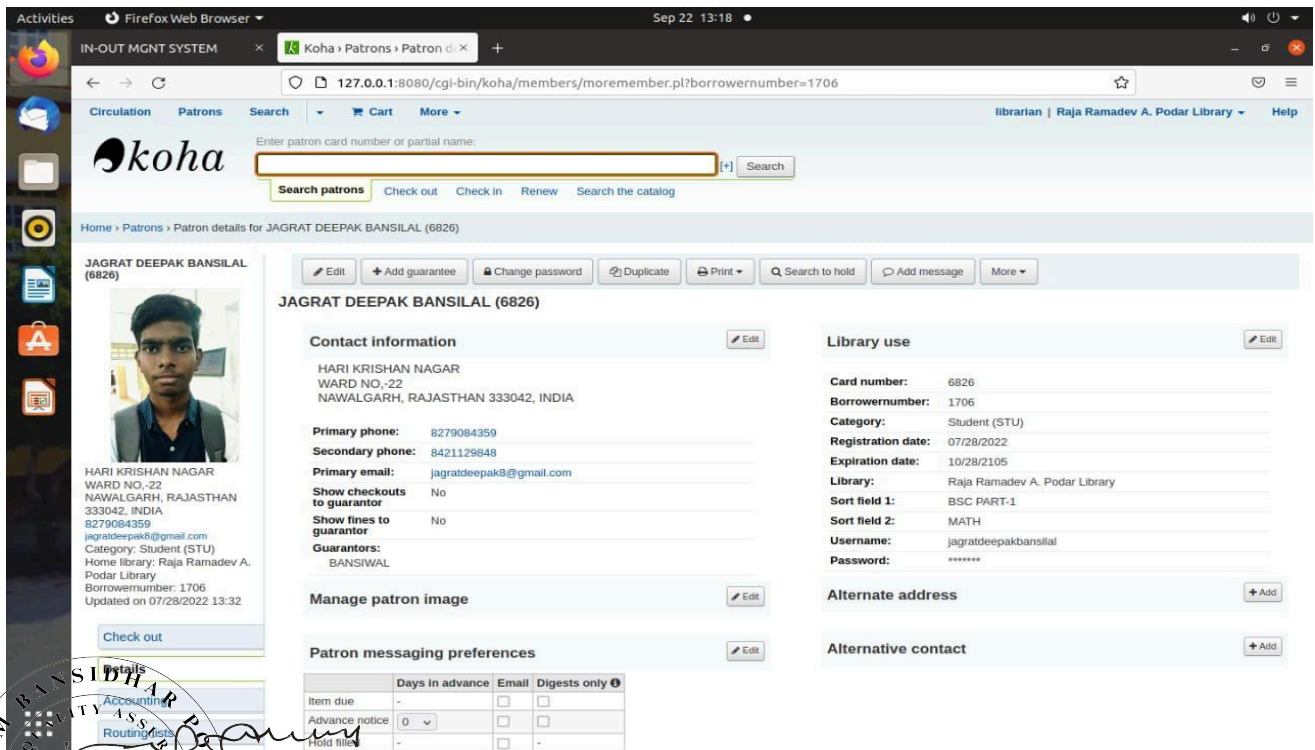 Activities Firefox Web Browser Sep 22 13:18
IN-OUT MGNT SYSTEM × Koha › Patrons › Patron de × +
127.0.0.1:8080/cgi-bin/koha/members/moremember.pl?borrowernumber=1706
Circulation Patrons Search Cart More librarian | Raja Ramadev A. Podar Library Help
koha
Enter patron card number or partial name:
[+] Search
Search patrons Check out Check in Renew Search the catalog
Home › Patrons › Patron details for JAGRAT DEEPAK BANSILAL (6826)
JAGRAT DEEPAK BANSILAL
(6826)
HARI KRISHAN NAGAR
WARD NO,-22
NAWALGARH, RAJASTHAN
333042, INDIA
8279084359
jagratdeepak8@gmail.com
Category: Student (STU)
Home library: Raja Ramadev A.
Podar Library
Borrowernumber: 1706
Updated on 07/28/2022 13:32
Check out
Details
Accounting
Routing lists
Edit + Add guarantee Change password Duplicate Print Search to hold Add message More
JAGRAT DEEPAK BANSILAL (6826)
Contact information Edit
HARI KRISHAN NAGAR
WARD NO,-22
NAWALGARH, RAJASTHAN 333042, INDIA
Primary phone: 8279084359
Secondary phone: 8421129848
Primary email: jagratdeepak8@gmail.com
Show checkouts to guarantor No
Show fines to guarantor No
Guarantors:
BANSIWAL
Manage patron image Edit
Patron messaging preferences Edit
Days in advance Email Digests only
Item due -
Advance notice 0
Hold filled - -
Library use Edit
Card number: 6826
Borrowernumber: 1706
Category: Student (STU)
Registration date: 07/28/2022
Expiration date: 10/28/2105
Library: Raja Ramadev A. Podar Library
Sort field 1: BSC PART-1
Sort field 2: MATH
Username: jagratdeepakbansilal
Password: *******
Alternate address + Add
Alternative contact + Add
BANSIDHAR